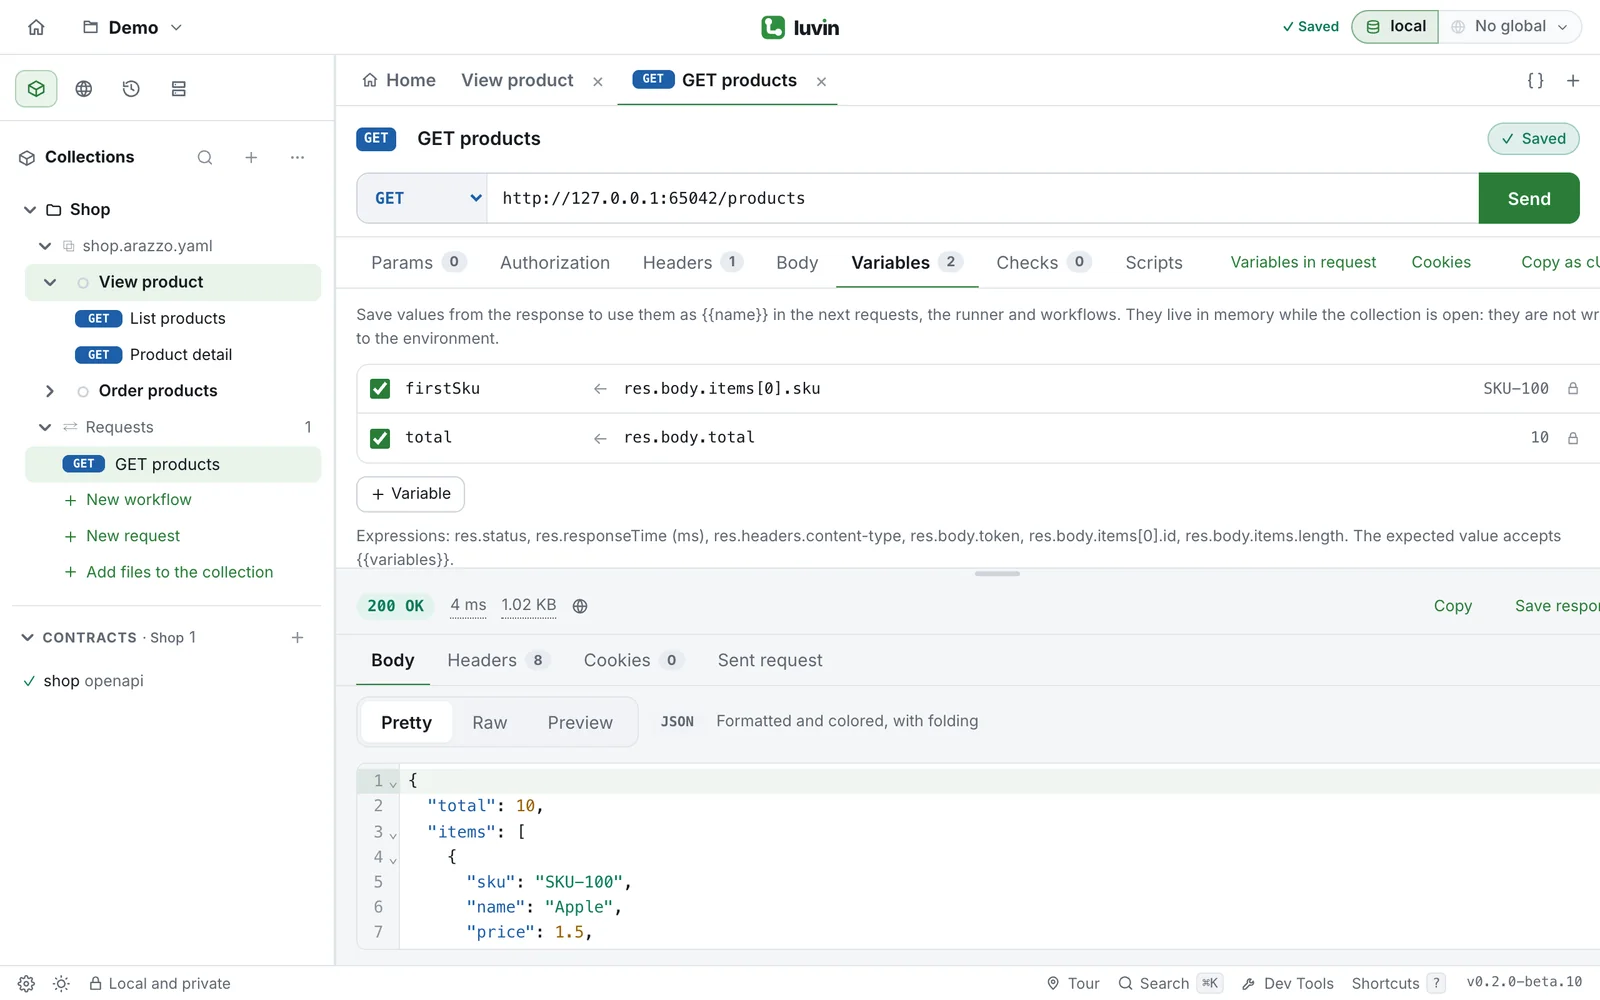 Demo
luvin
Saved
local
No global
Home
View product
GET GET products
Collections
GET GET products
Saved
GET http://127.0.0.1:65042/products Send
Shop
shop.arazzo.yaml
View product
GET List products
GET Product detail
Order products
Requests 1
GET GET products
+ New workflow
+ New request
+ Add files to the collection
CONTRACTS · Shop 1
shop openapi
Params 0
Authorization
Headers 1
Body
Variables 2
Checks 0
Scripts
Variables in request
Cookies
Copy as cU
Save values from the response to use them as {{name}} in the next requests, the runner and workflows. They live in memory while the collection is open: they are not wr
to the environment.
firstSku ← res.body.items[0].sku SKU-100
total ← res.body.total 10
+ Variable
Expressions: res.status, res.responseTime (ms), res.headers.content-type, res.body.token, res.body.items[0].id, res.body.items.length. The expected value accepts
{{variables}}.
200 OK 4 ms 1.02 KB
Copy
Save respor
Body
Headers 8
Cookies 0
Sent request
Pretty
Raw
Preview
JSON Formatted and colored, with folding
1 {
2 "total": 10,
3 "items": [
4 {
5 "sku": "SKU-100",
6 "name": "Apple",
7 "price": 1.5,
Local and private
Tour
Search ⌘K
Dev Tools
Shortcuts ?
v0.2.0-beta.10